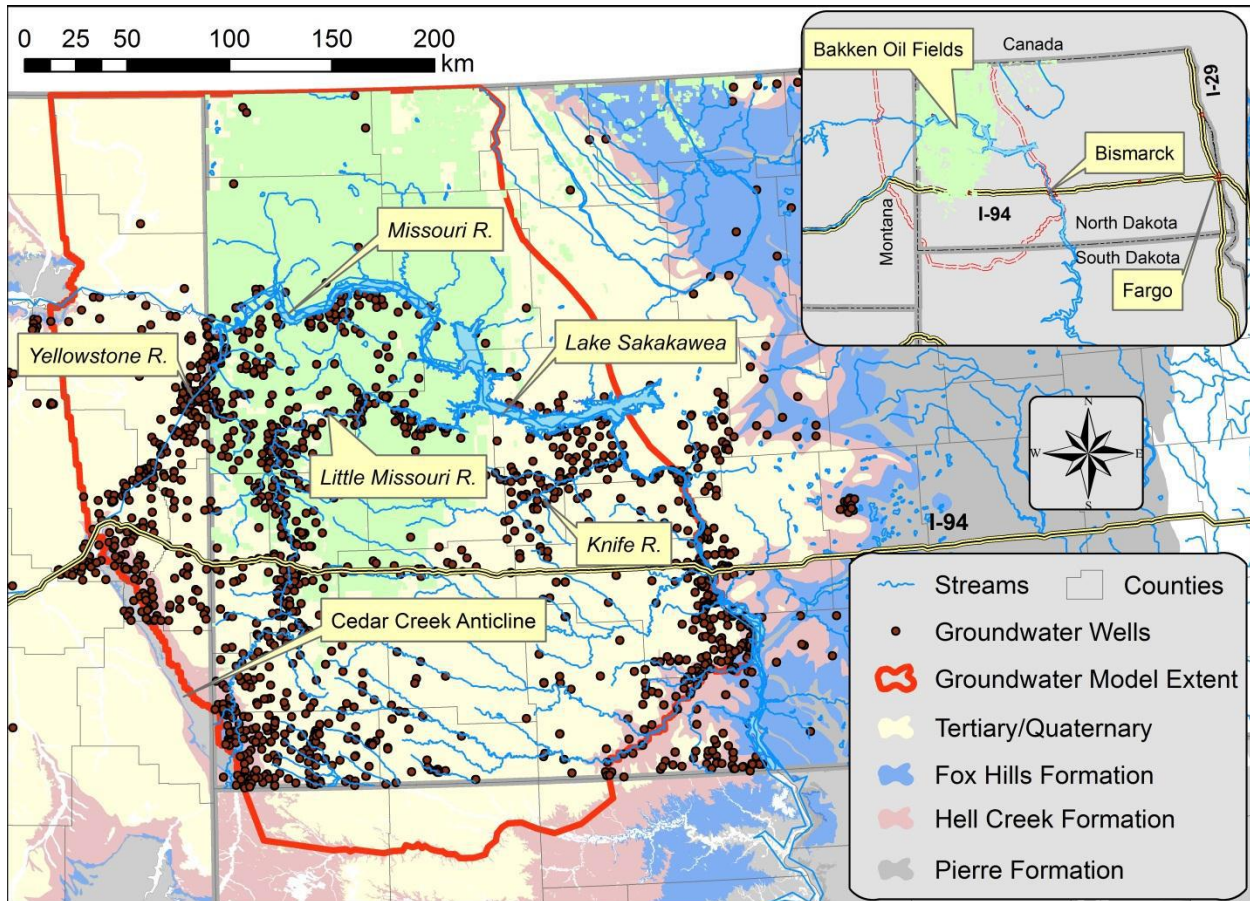 0 25 50 100 150 200
km
Bakken Oil Fields
Canada
I-29
Bismarck
Montana
I-94
North Dakota
South Dakota
Fargo
Missouri R.
Yellowstone R.
Lake Sakakawea
Little Missouri R.
Knife R.
Cedar Creek Anticline
N
W E
S
I-94
Streams Counties
Groundwater Wells
Groundwater Model Extent
Tertiary/Quaternary
Fox Hills Formation
Hell Creek Formation
Pierre Formation